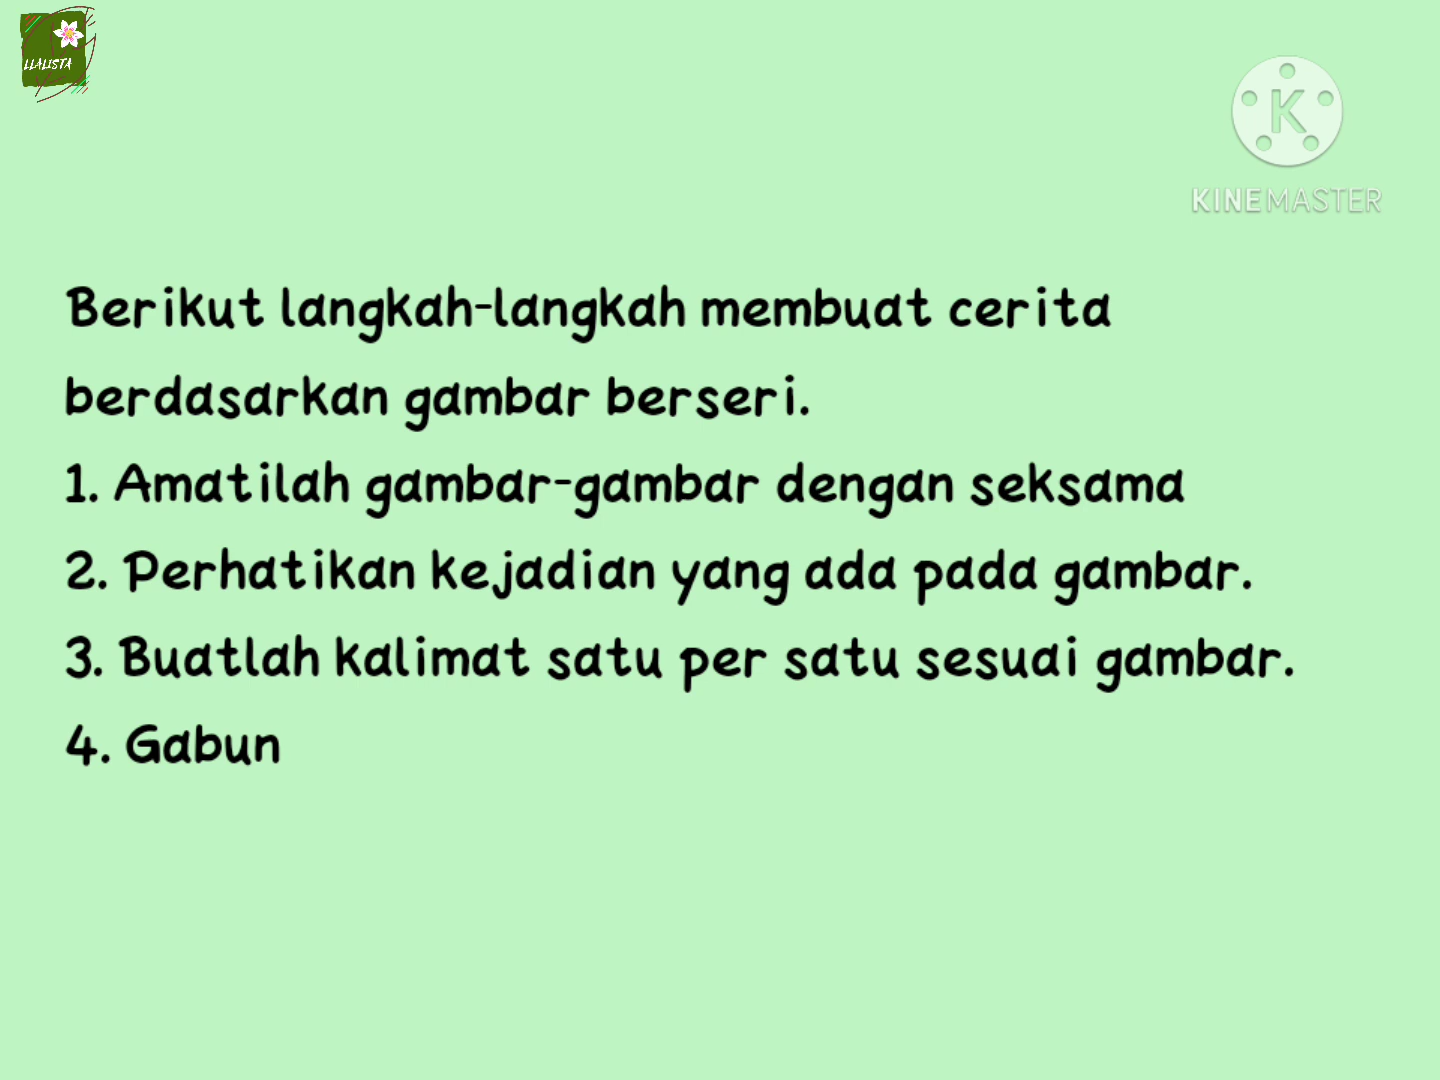 LLALISTA
K
KINEMASTER
Berikut langkah-langkah membuat cerita
berdasarkan gambar berseri.
1. Amatilah gambar-gambar dengan seksama
2. Perhatikan kejadian yang ada pada gambar.
3. Buatlah kalimat satu per satu sesuai gambar.
4. Gabun